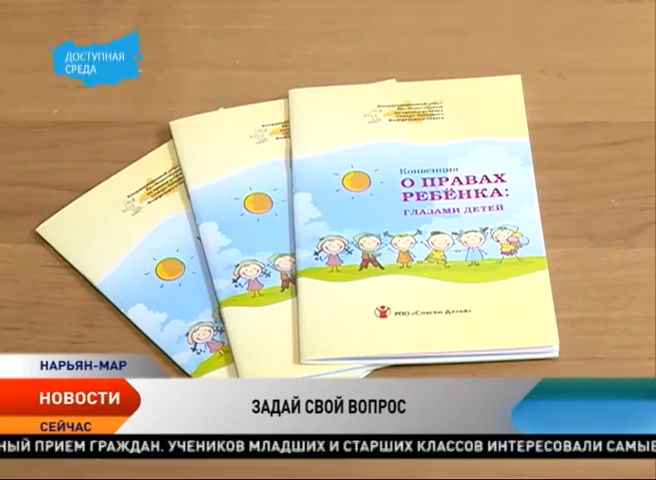 ДОСТУПНАЯ
СРЕДА
Конвенция
О ПРАВАХ
РЕБЁНКА:
ГЛАЗАМИ ДЕТЕЙ
РПО «Спасём Детей»
НАРЬЯН-МАР
НОВОСТИ
СЕЙЧАС
ЗАДАЙ СВОЙ ВОПРОС
НЫЙ ПРИЕМ ГРАЖДАН. УЧЕНИКОВ МЛАДШИХ И СТАРШИХ КЛАССОВ ИНТЕРЕСОВАЛИ САМЫЕ